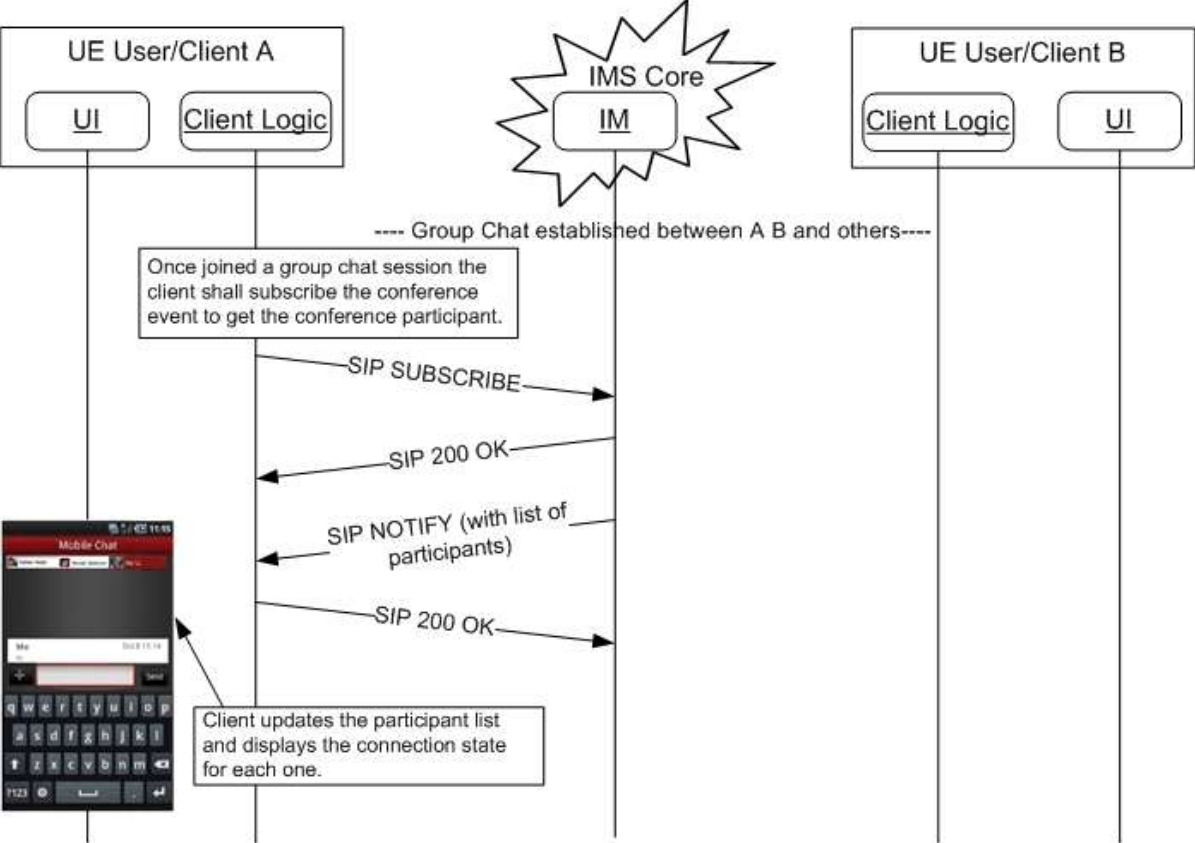 UE User/Client A
IMS Core
UE User/Client B
UI
Client Logic
IM
Client Logic
UI
---- Group Chat established between A B and others----
Once joined a group chat session the
client shall subscribe the conference
event to get the conference participant.
SIP SUBSCRIBE
SIP 200 OK
SIP NOTIFY (with list of
participants)
SIP 200 OK
11:15
Mobile Chat
Me
Send
q w e r t y u i o p
a s d f g h j k l
z x c v b n m
?123 .
Client updates the participant list
and displays the connection state
for each one.